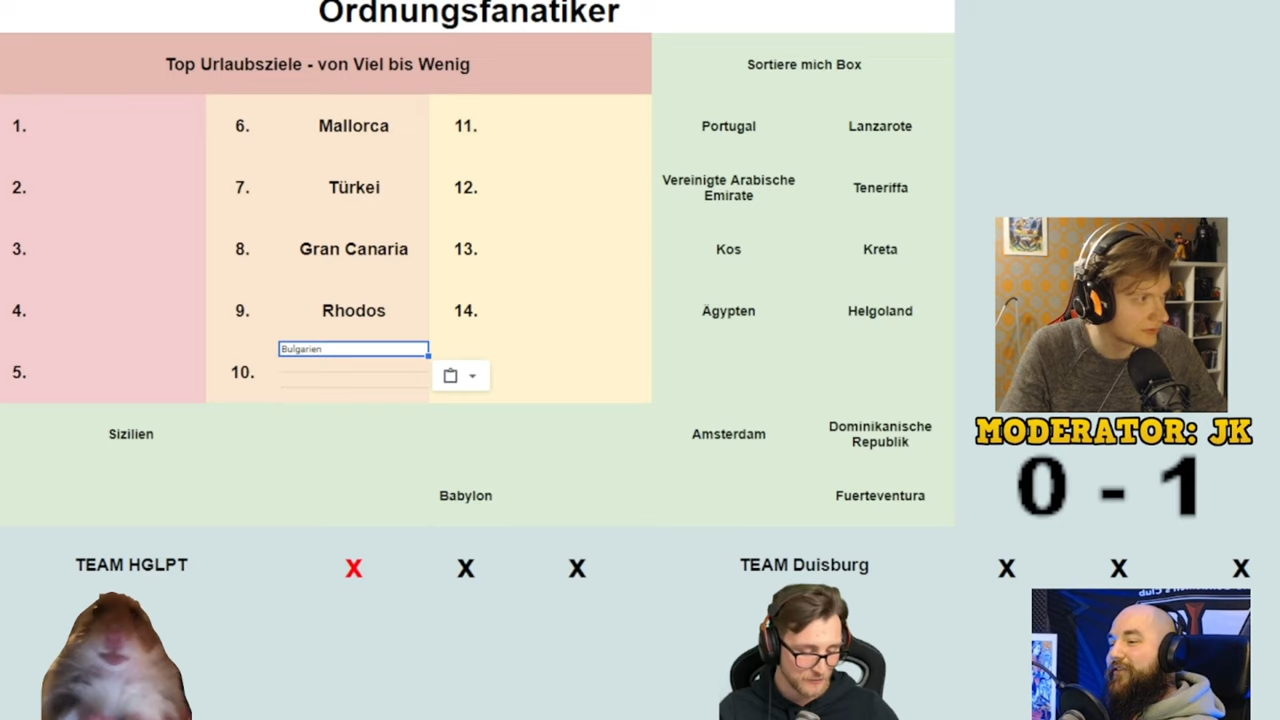 Ordnungsfanatiker
Top Urlaubsziele - von Viel bis Wenig
Sortiere mich Box
1.
6.
Mallorca
11.
Portugal
Lanzarote
2.
7.
Türkei
12.
Vereinigte Arabische
Emirate
Teneriffa
3.
8.
Gran Canaria
13.
Kos
Kreta
4.
9.
Rhodos
14.
Ägypten
Helgoland
Bulgarien
5.
10.
Sizilien
Amsterdam
Dominikanische
Republik
Babylon
Fuerteventura
MODERATOR: JK
0 - 1
TEAM HGLPT
X
X
X
TEAM Duisburg
X
X
X